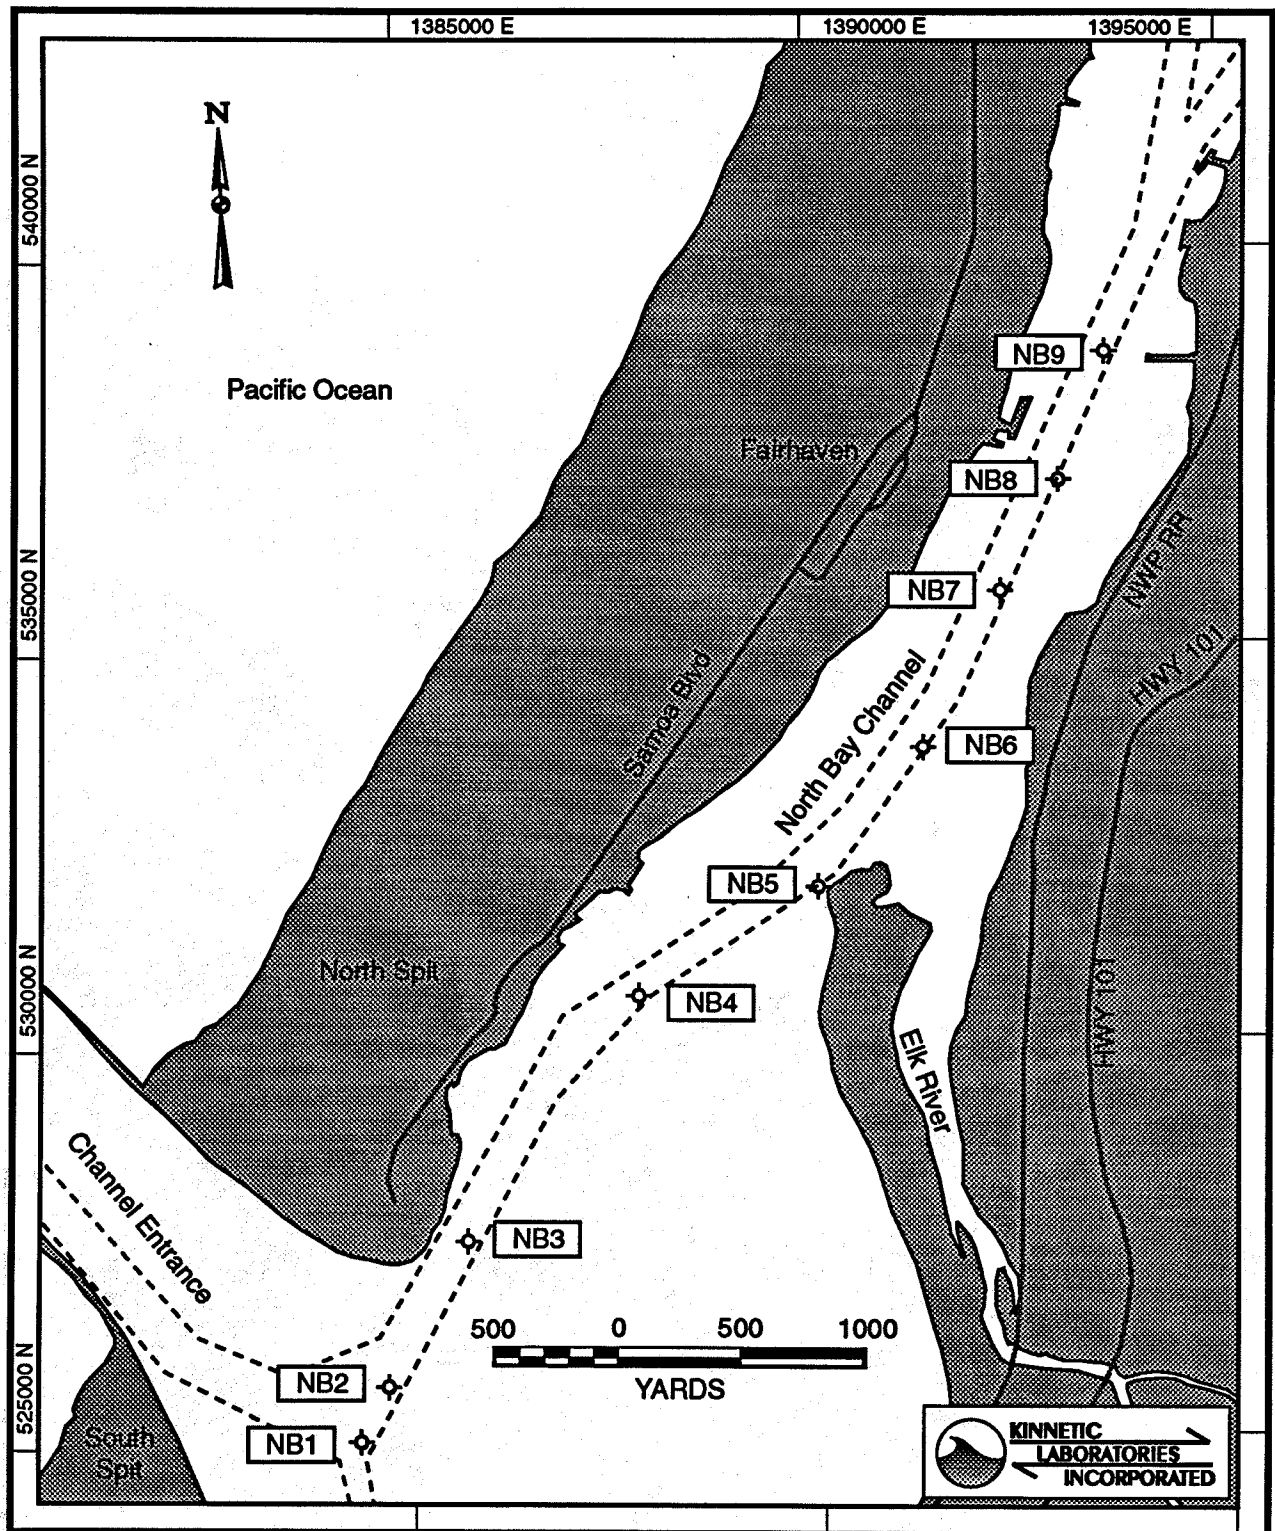 1385000 E
1390000 E
1395000 E
N
540000 N
Pacific Ocean
NB9
Fairhaven
NB8
NWP RR
535000 N
NB7
HWY 101
Samoa Blvd
North Bay Channel
NB6
NB5
North Spit
530000 N
NB4
HWY 101
Elk River
Channel Entrance
NB3
500 0 500 1000
YARDS
NB2
525000 N
NB1
South
Spit
KINNETIC
LABORATORIES
INCORPORATED